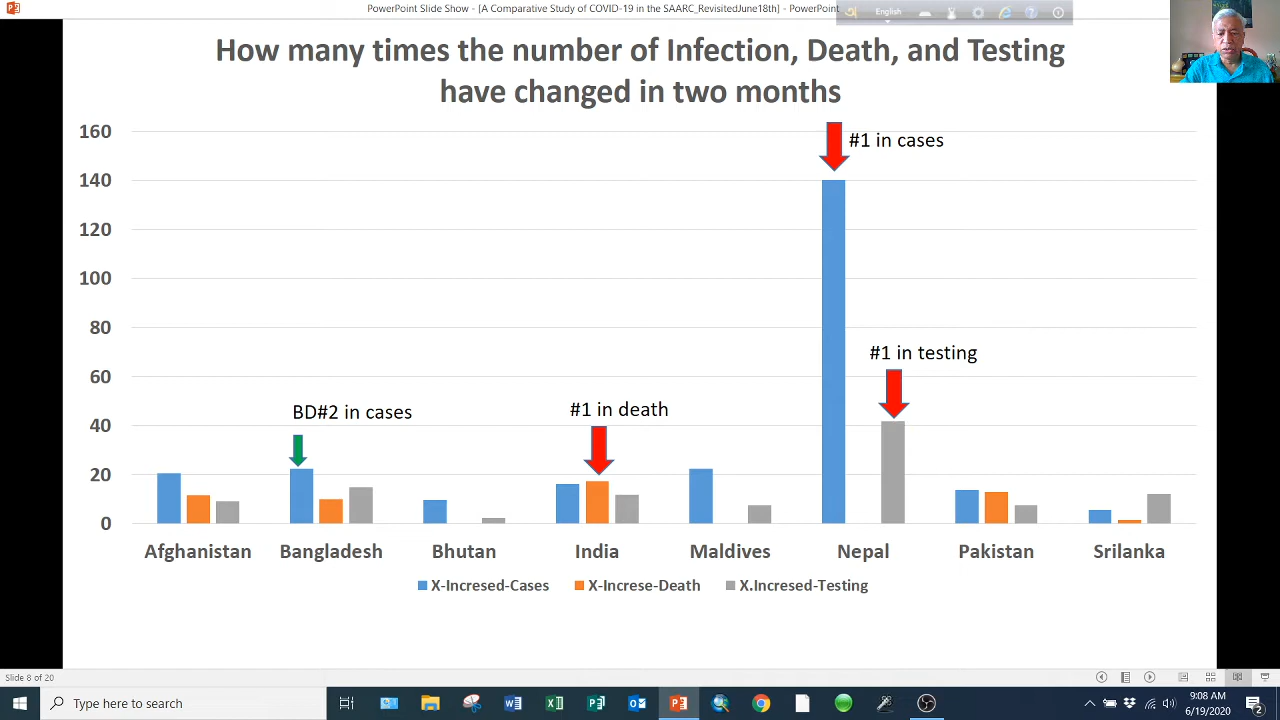 PowerPoint Slide Show - [A Comparative Study of COVID-19 in the SAARC_RevisitedJune18th] - PowerPoint
English
How many times the number of Infection, Death, and Testing
have changed in two months
160
#1 in cases
140
120
100
80
#1 in testing
60
BD#2 in cases
#1 in death
40
20
0
Afghanistan Bangladesh Bhutan India Maldives Nepal Pakistan Srilanka
X-Incresed-Cases X-Increse-Death X.Incresed-Testing
Slide 8 of 20
Type here to search
9:08 AM
6/19/2020
2